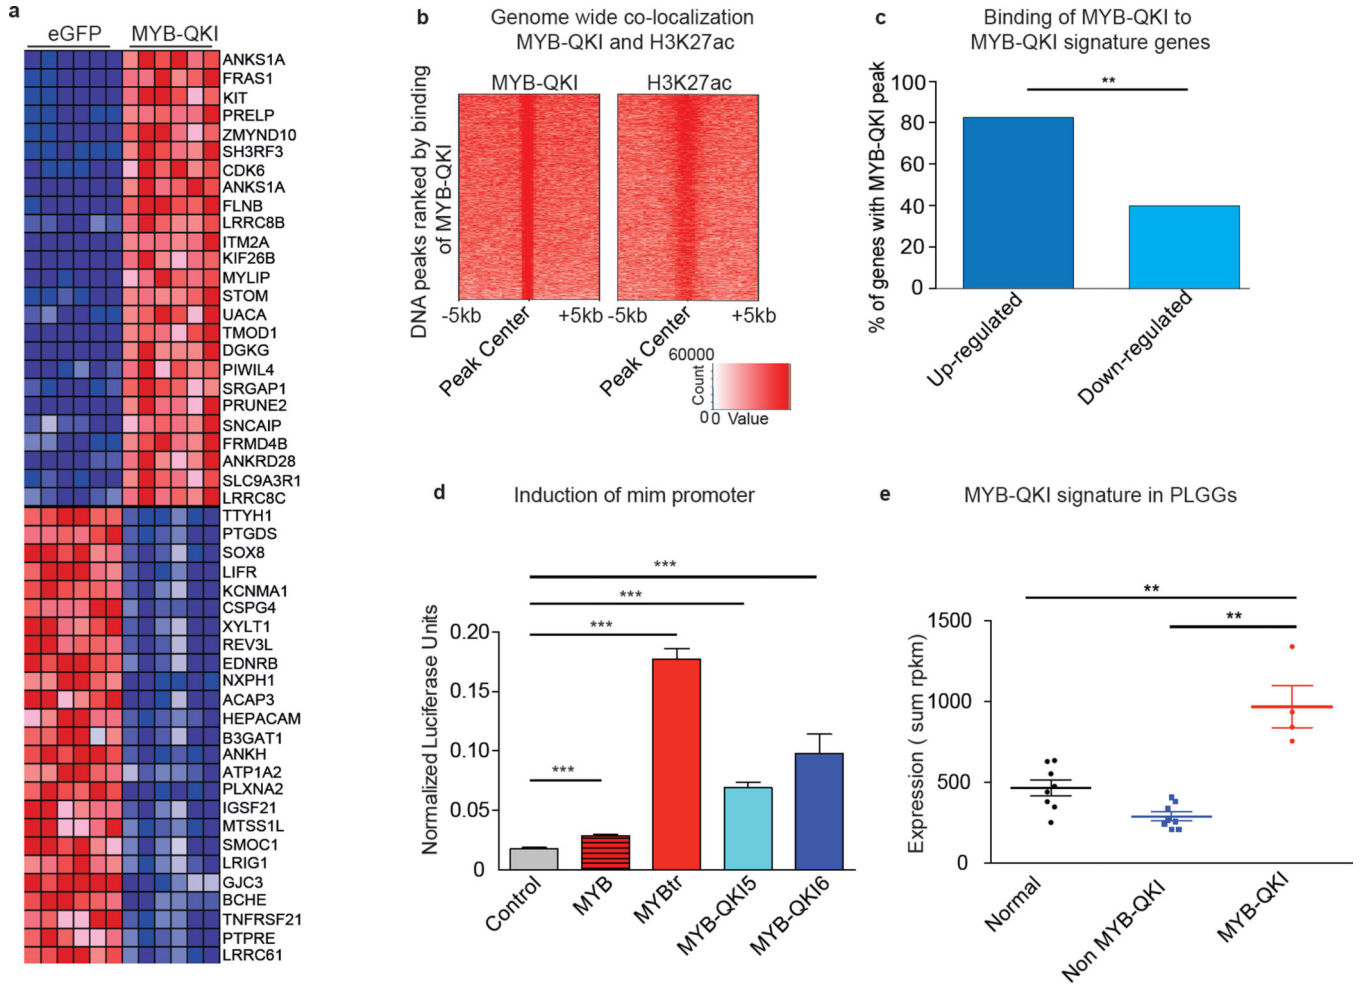 a
eGFP MYB-QKI
ANKS1A
FRAS1
KIT
PRELP
ZMYND10
SH3RF3
CDK6
ANKS1A
FLNB
LRRC8B
ITM2A
KIF26B
MYLIP
STOM
UACA
TMOD1
DGKG
PIWIL4
SRGAP1
PRUNE2
SNCAIP
FRMD4B
ANKRD28
SLC9A3R1
LRRC8C
TTYH1
PTGDS
SOX8
LIFR
KCNMA1
CSPG4
XYLT1
REV3L
EDNRB
NXPH1
ACAP3
HEPACAM
B3GAT1
ANKH
ATP1A2
PLXNA2
IGSF21
MTSS1L
SMOC1
LRIG1
GJC3
BCHE
TNFRSF21
PTPRE
LRRC61
b
Genome wide co-localization
MYB-QKI and H3K27ac
MYB-QKI H3K27ac
DNA peaks ranked by binding
of MYB-QKI
-5kb +5kb -5kb +5kb
Peak Center Peak Center
60000
Count
0 0 Value
c
Binding of MYB-QKI to
MYB-QKI signature genes
% of genes with MYB-QKI peak
100
80
60
40
20
0
**
Up-regulated Down-regulated
d
Induction of mim promoter
Normalized Luciferase Units
***
***
***
***
0.20
0.15
0.10
0.05
0
Control MYB MYBtr MYB-QKI5 MYB-QKI6
e
MYB-QKI signature in PLGGs
Expression ( sum rpkm)
**
**
1500
1000
500
0
Normal Non MYB-QKI MYB-QKI